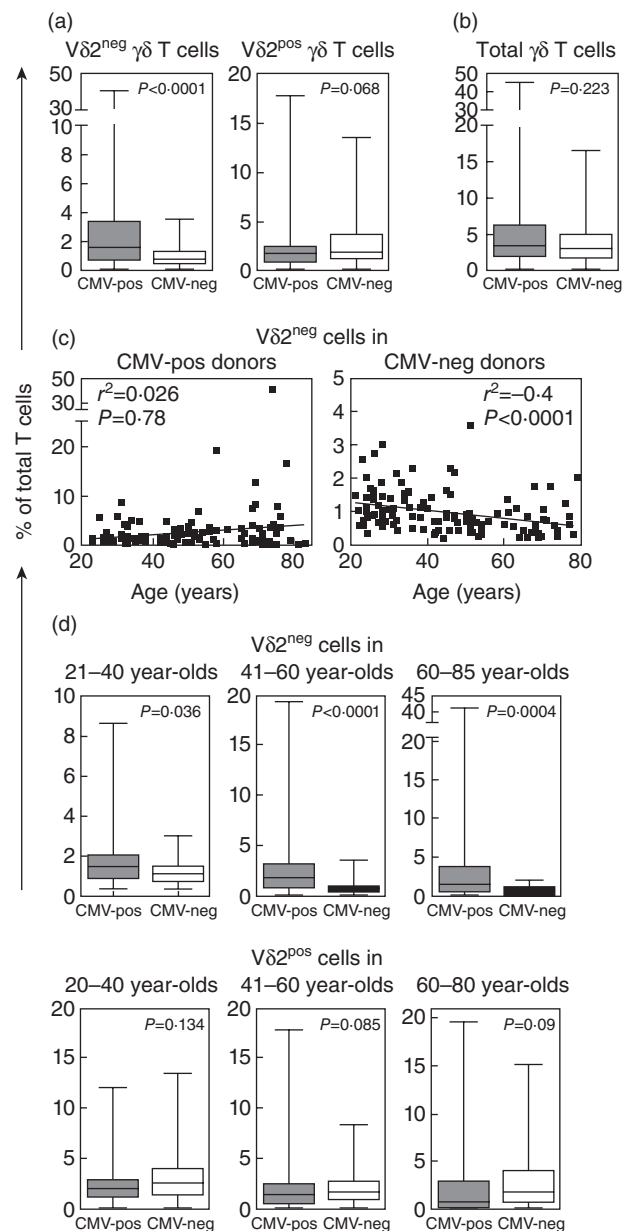 (a)
Vδ2neg γδ T cells
50
30
10
8
6
4
2
0
P<0·0001
CMV-pos CMV-neg
Vδ2pos γδ T cells
20
15
10
5
0
P=0·068
CMV-pos CMV-neg
(b)
Total γδ T cells
50
30
20
15
10
5
0
P=0·223
CMV-pos CMV-neg
% of total T cells
(c)
Vδ2neg cells in
CMV-pos donors
50
30
20
10
0
r²=0·026
P=0·78
20 40 60 80
Age (years)
CMV-neg donors
5
4
3
2
1
0
r²=–0·4
P<0·0001
20 40 60 80
Age (years)
(d)
Vδ2neg cells in
21–40 year-olds
10
8
6
4
2
0
P=0·036
CMV-pos CMV-neg
41–60 year-olds
20
15
10
5
0
P<0·0001
CMV-pos CMV-neg
60–85 year-olds
45
40
20
15
10
5
0
P=0·0004
CMV-pos CMV-neg
Vδ2pos cells in
20–40 year-olds
20
15
10
5
0
P=0·134
CMV-pos CMV-neg
41–60 year-olds
20
15
10
5
0
P=0·085
CMV-pos CMV-neg
60–80 year-olds
20
15
10
5
0
P=0·09
CMV-pos CMV-neg